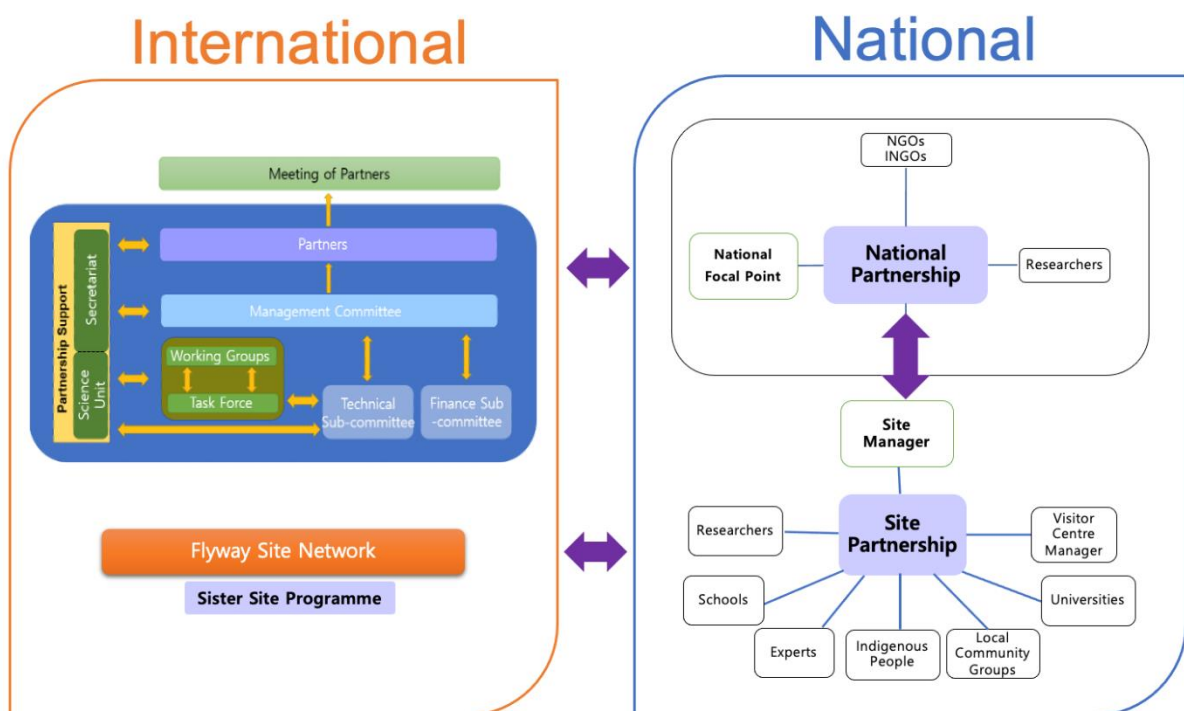 International
National
Meeting of Partners
Partnership Support
Secretariat
Science
Unit
Partners
Management Committee
Working Groups
Task Force
Technical
Sub-committee
Finance Sub
-committee
Flyway Site Network
Sister Site Programme
NGOs
INGOs
National
Focal Point
National
Partnership
Researchers
Site
Manager
Researchers
Site
Partnership
Visitor
Centre
Manager
Schools
Universities
Experts
Indigenous
People
Local
Community
Groups